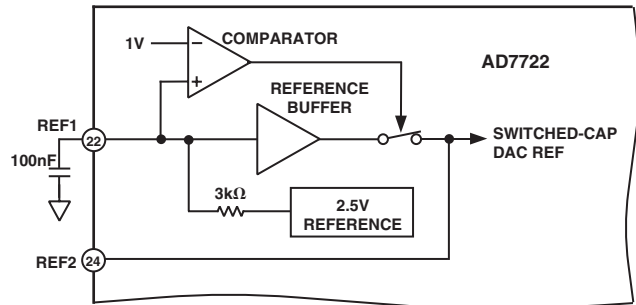 COMPARATOR
1V
−
+
AD7722
REFERENCE
BUFFER
REF1
22
SWITCHED-CAP
DAC REF
100nF
3kΩ
2.5V
REFERENCE
REF2
24